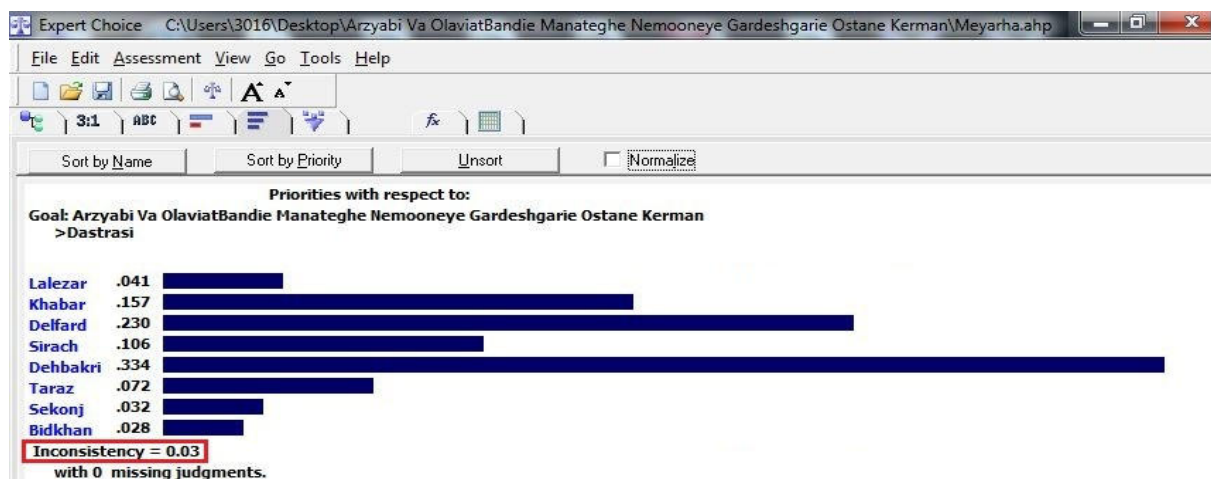 Expert Choice C:\Users\3016\Desktop\Arzyabi Va OlaviatBandie Manateghe Nemooneye Gardeshgarie Ostane Kerman\Meyarha.ahp
File Edit Assessment View Go Tools Help
A A
3:1 ABC fx
Sort by Name Sort by Priority Unsort Normalize
Priorities with respect to:
Goal: Arzyabi Va OlaviatBandie Manateghe Nemooneye Gardeshgarie Ostane Kerman
>Dastrasi
Lalezar .041
Khabar .157
Delfard .230
Sirach .106
Dehbakri .334
Taraz .072
Sekonj .032
Bidkhan .028
Inconsistency = 0.03
with 0 missing judgments.